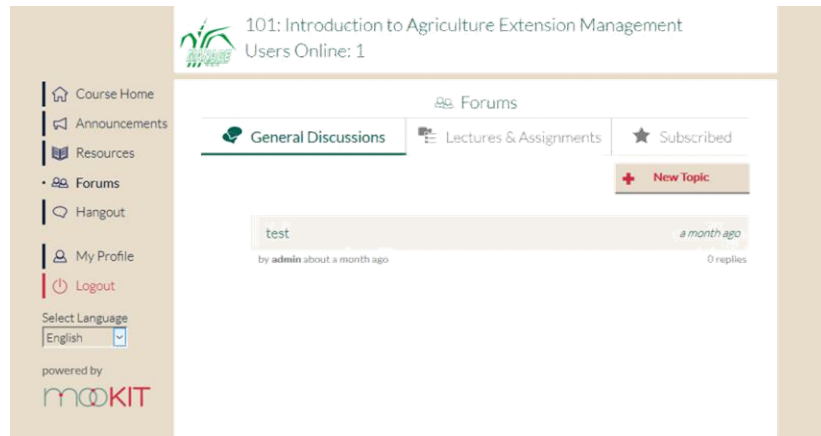 101: Introduction to Agriculture Extension Management
Users Online: 1
MANAGE
Course Home
Announcements
Resources
Forums
Hangout
My Profile
Logout
Select Language
English
powered by
mooKIT
Forums
General Discussions
Lectures & Assignments
Subscribed
New Topic
test
a month ago
by admin about a month ago
0 replies